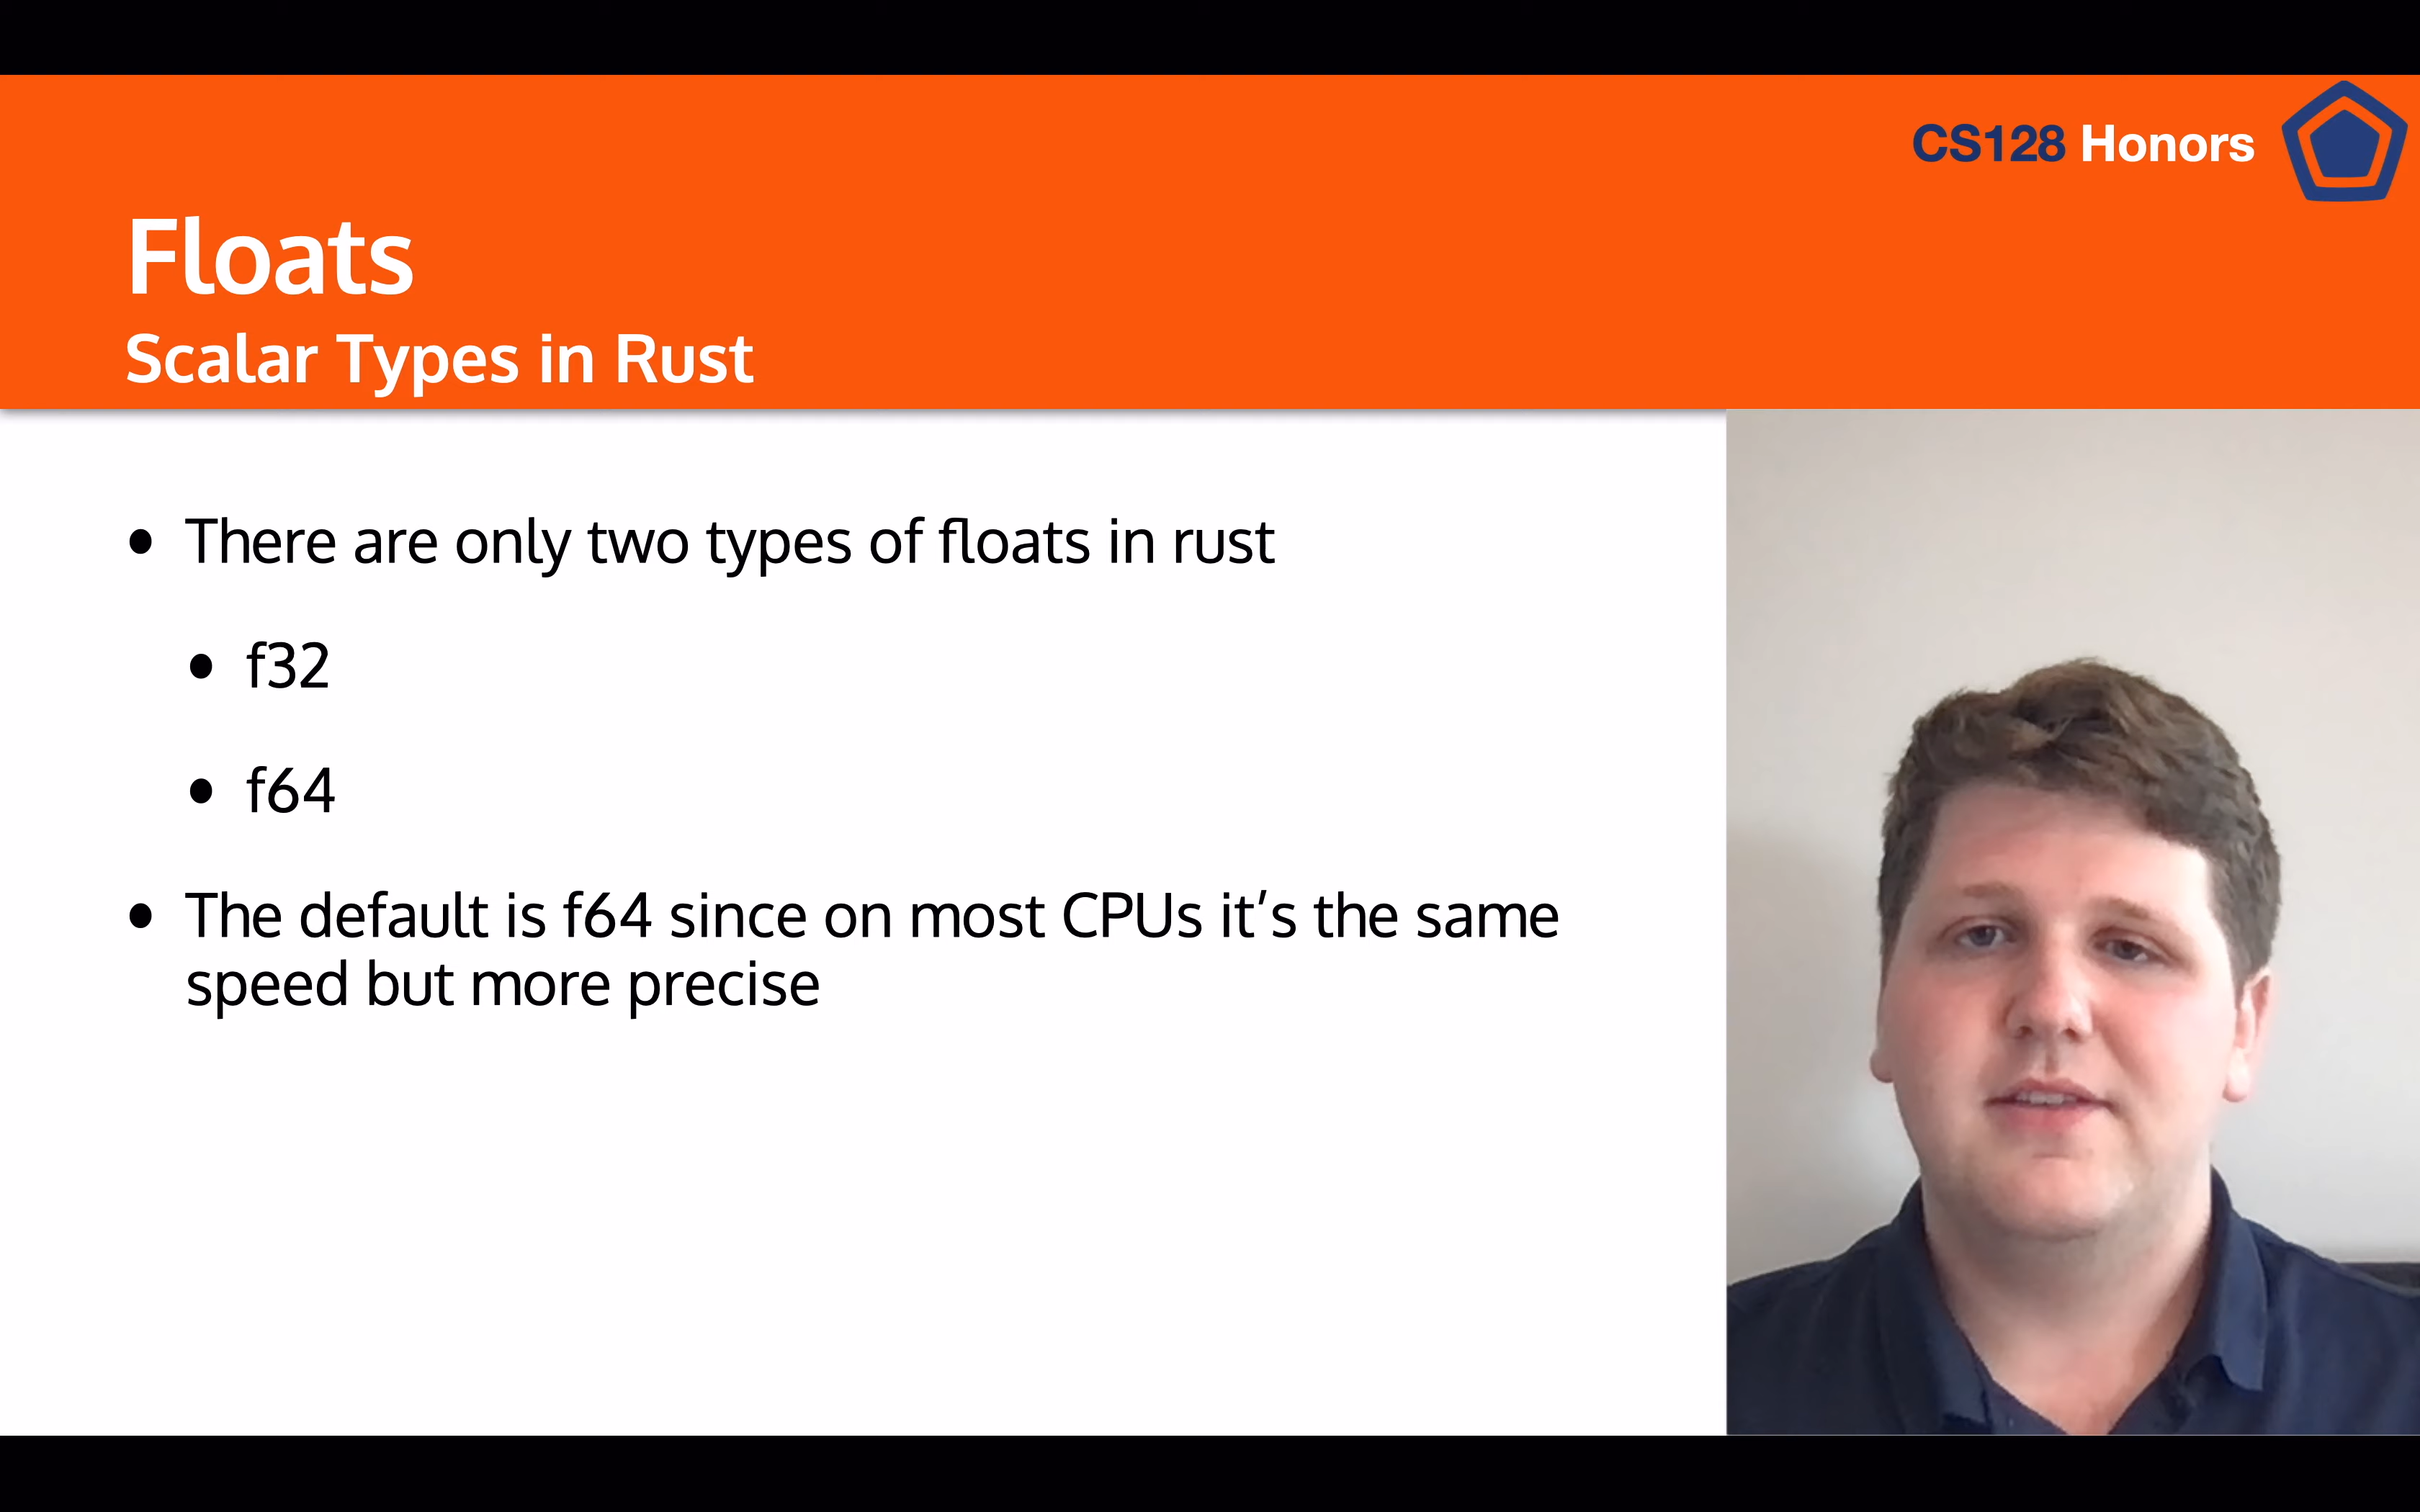 CS128 Honors
Floats
Scalar Types in Rust
• There are only two types of floats in rust
• f32
• f64
• The default is f64 since on most CPUs it’s the same
speed but more precise